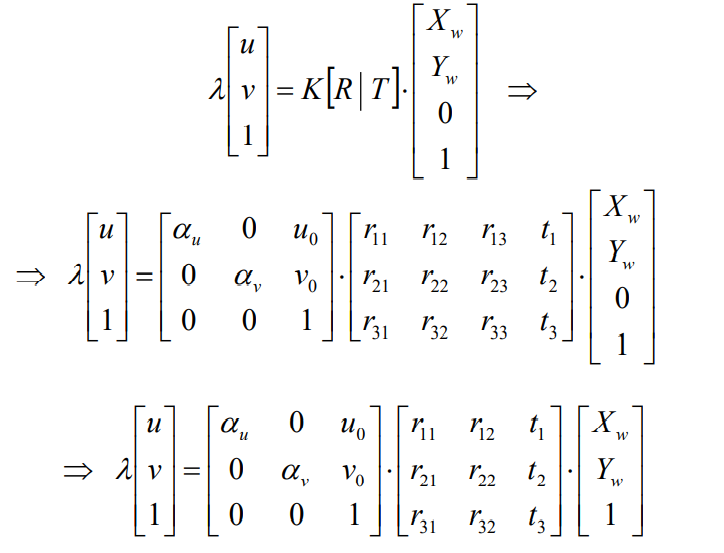 λ[u; v; 1] = K[R | T] · [X_w; Y_w; 0; 1] ⇒
⇒ λ[u; v; 1] = [α_u 0 u_0; 0 α_v v_0; 0 0 1] · [r_11 r_12 r_13 t_1; r_21 r_22 r_23 t_2; r_31 r_32 r_33 t_3] · [X_w; Y_w; 0; 1]
⇒ λ[u; v; 1] = [α_u 0 u_0; 0 α_v v_0; 0 0 1] · [r_11 r_12 t_1; r_21 r_22 t_2; r_31 r_32 t_3] · [X_w; Y_w; 1]